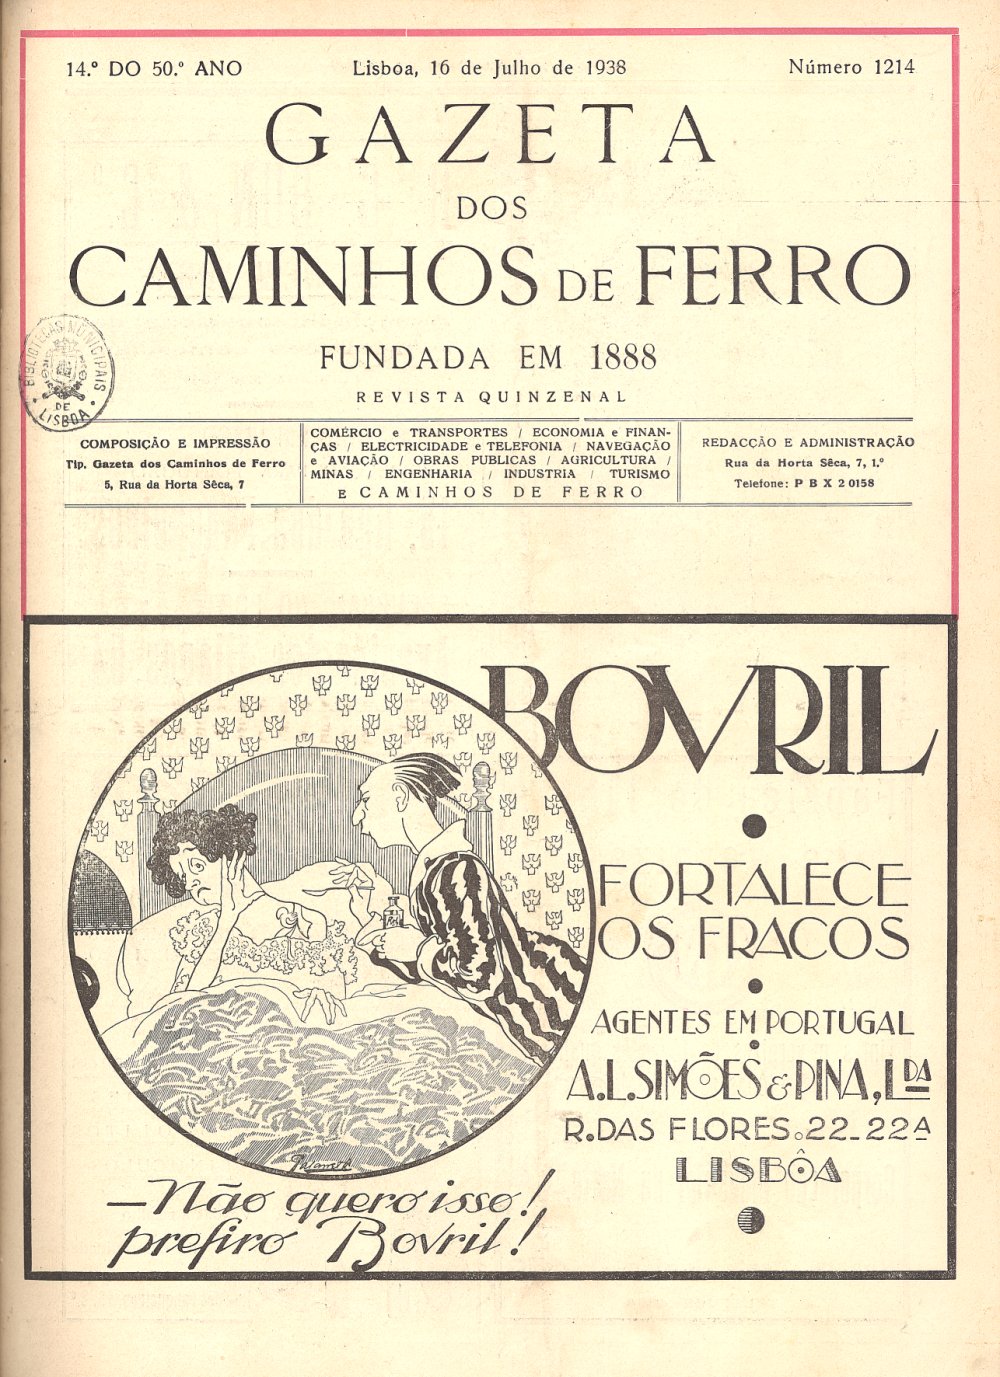 14.º DO 50.º ANO
Lisboa, 16 de Julho de 1938
Número 1214
GAZETA
DOS
CAMINHOS DE FERRO
FUNDADA EM 1888
REVISTA QUINZENAL
BIBLIOTECAS MUNICIPAIS
DE
LISBOA
COMPOSIÇÃO E IMPRESSÃO
Tip. Gazeta dos Caminhos de Ferro
5, Rua da Horta Sêca, 7
COMÉRCIO e TRANSPORTES / ECONOMIA e FINAN-
ÇAS / ELECTRICIDADE e TELEFONIA / NAVEGAÇÃO
e AVIAÇÃO / OBRAS PUBLICAS / AGRICULTURA /
MINAS / ENGENHARIA / INDUSTRIA / TURISMO
E CAMINHOS DE FERRO
REDACÇÃO E ADMINISTRAÇÃO
Rua da Horta Sêca, 7, 1.º
Telefone: P B X 2 0158
BOVRIL
FORTALECE
OS FRACOS
AGENTES EM PORTUGAL
A.L.SIMÕES & PINA, LDA
R.DAS FLORES.22-22A
LISBÔA
—Não quero isso!
prefiro Bovril!